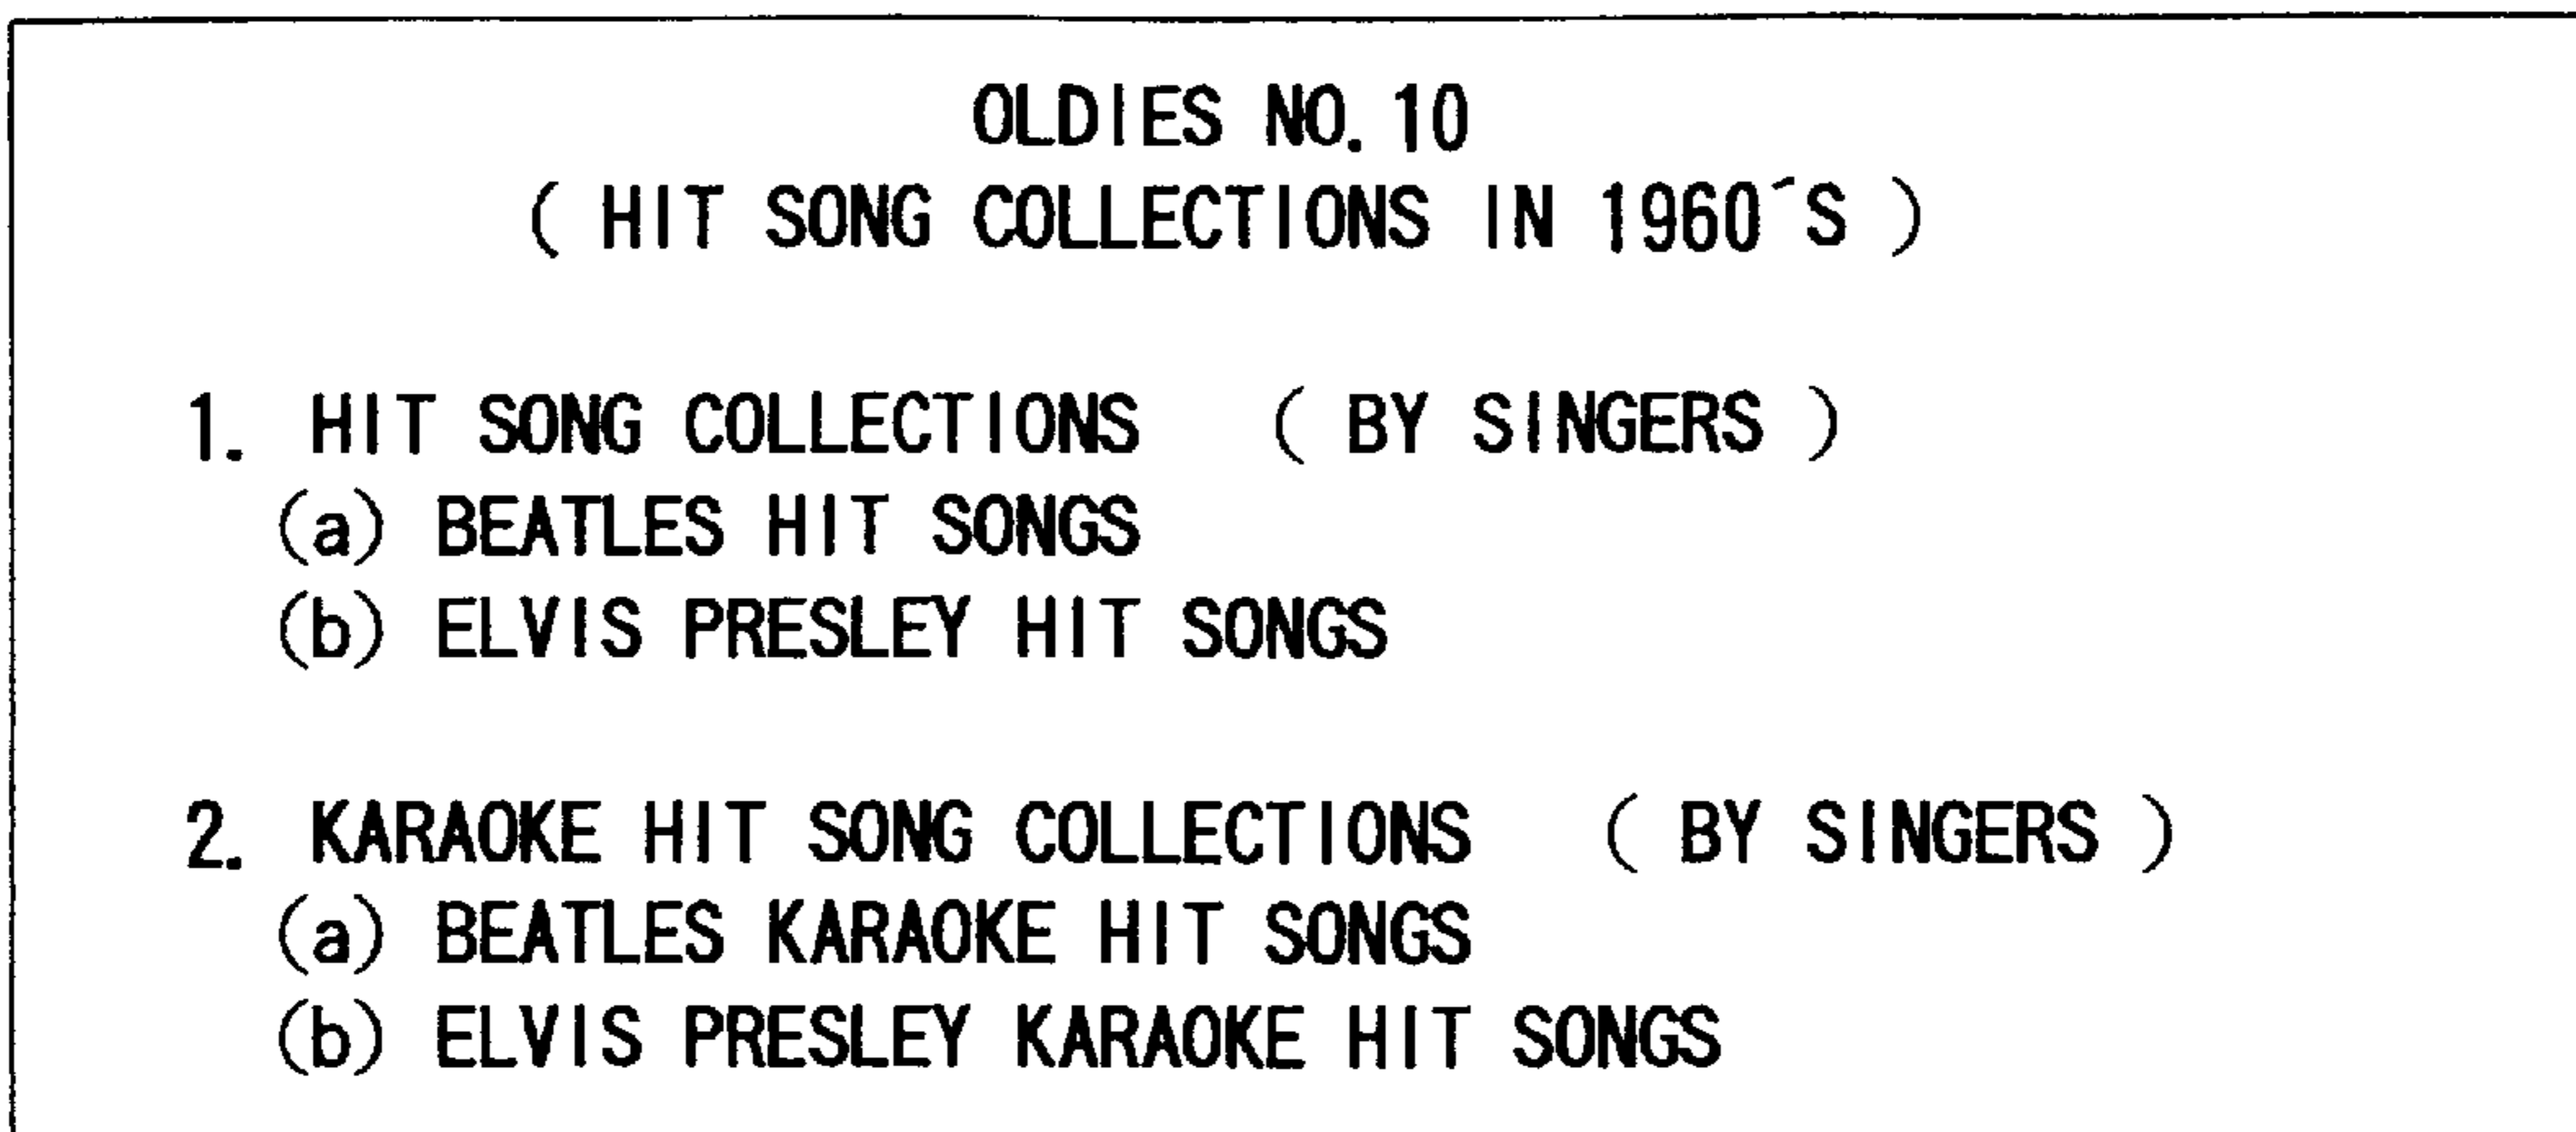 OLDIES NO.10
( HIT SONG COLLECTIONS IN 1960´S )
1. HIT SONG COLLECTIONS ( BY SINGERS )
(a) BEATLES HIT SONGS
(b) ELVIS PRESLEY HIT SONGS
2. KARAOKE HIT SONG COLLECTIONS ( BY SINGERS )
(a) BEATLES KARAOKE HIT SONGS
(b) ELVIS PRESLEY KARAOKE HIT SONGS